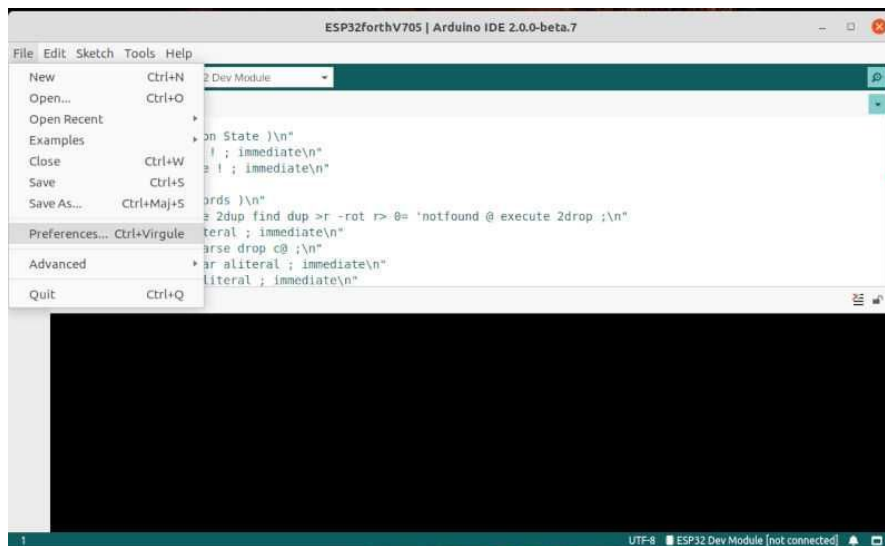 ESP32forthV705 | Arduino IDE 2.0.0-beta.7
File Edit Sketch Tools Help
New Ctrl+N
Open... Ctrl+O
Open Recent
Examples
Close Ctrl+W
Save Ctrl+S
Save As... Ctrl+Maj+S
Preferences... Ctrl+Virgule
Advanced
Quit Ctrl+Q
2 Dev Module
on State )\n"
! ; immediate\n"
e ! ; immediate\n"
ords )\n"
e 2dup find dup >r -rot r> 0= 'notfound @ execute 2drop ;\n"
teral ; immediate\n"
arse drop c@ ;\n"
ar aliteral ; immediate\n"
literal ; immediate\n"
1 UTF-8 ESP32 Dev Module [not connected]